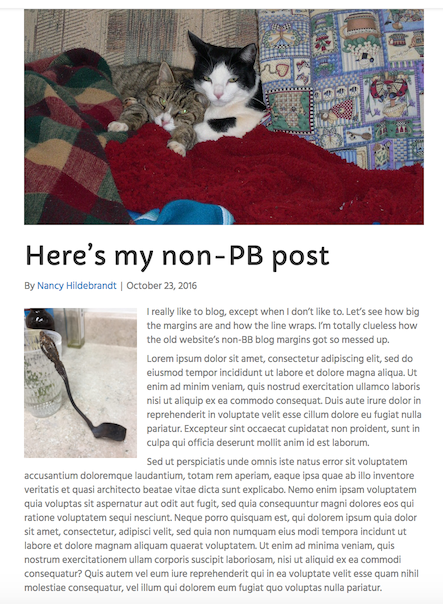 Here's my non-PB post
By Nancy Hildebrandt | October 23, 2016
I really like to blog, except when I don't like to. Let's see how big
the margins are and how the line wraps. I'm totally clueless how
the old website's non-BB blog margins got so messed up.
Lorem ipsum dolor sit amet, consectetur adipiscing elit, sed do
eiusmod tempor incididunt ut labore et dolore magna aliqua. Ut
enim ad minim veniam, quis nostrud exercitation ullamco laboris
nisi ut aliquip ex ea commodo consequat. Duis aute irure dolor in
reprehenderit in voluptate velit esse cillum dolore eu fugiat nulla
pariatur. Excepteur sint occaecat cupidatat non proident, sunt in
culpa qui officia deserunt mollit anim id est laborum.
Sed ut perspiciatis unde omnis iste natus error sit voluptatem
accusantium doloremque laudantium, totam rem aperiam, eaque ipsa quae ab illo inventore
veritatis et quasi architecto beatae vitae dicta sunt explicabo. Nemo enim ipsam voluptatem
quia voluptas sit aspernatur aut odit aut fugit, sed quia consequuntur magni dolores eos qui
ratione voluptatem sequi nesciunt. Neque porro quisquam est, qui dolorem ipsum quia dolor
sit amet, consectetur, adipisci velit, sed quia non numquam eius modi tempora incidunt ut
labore et dolore magnam aliquam quaerat voluptatem. Ut enim ad minima veniam, quis
nostrum exercitationem ullam corporis suscipit laboriosam, nisi ut aliquid ex ea commodi
consequatur? Quis autem vel eum iure reprehenderit qui in ea voluptate velit esse quam nihil
molestiae consequatur, vel illum qui dolorem eum fugiat quo voluptas nulla pariatur.